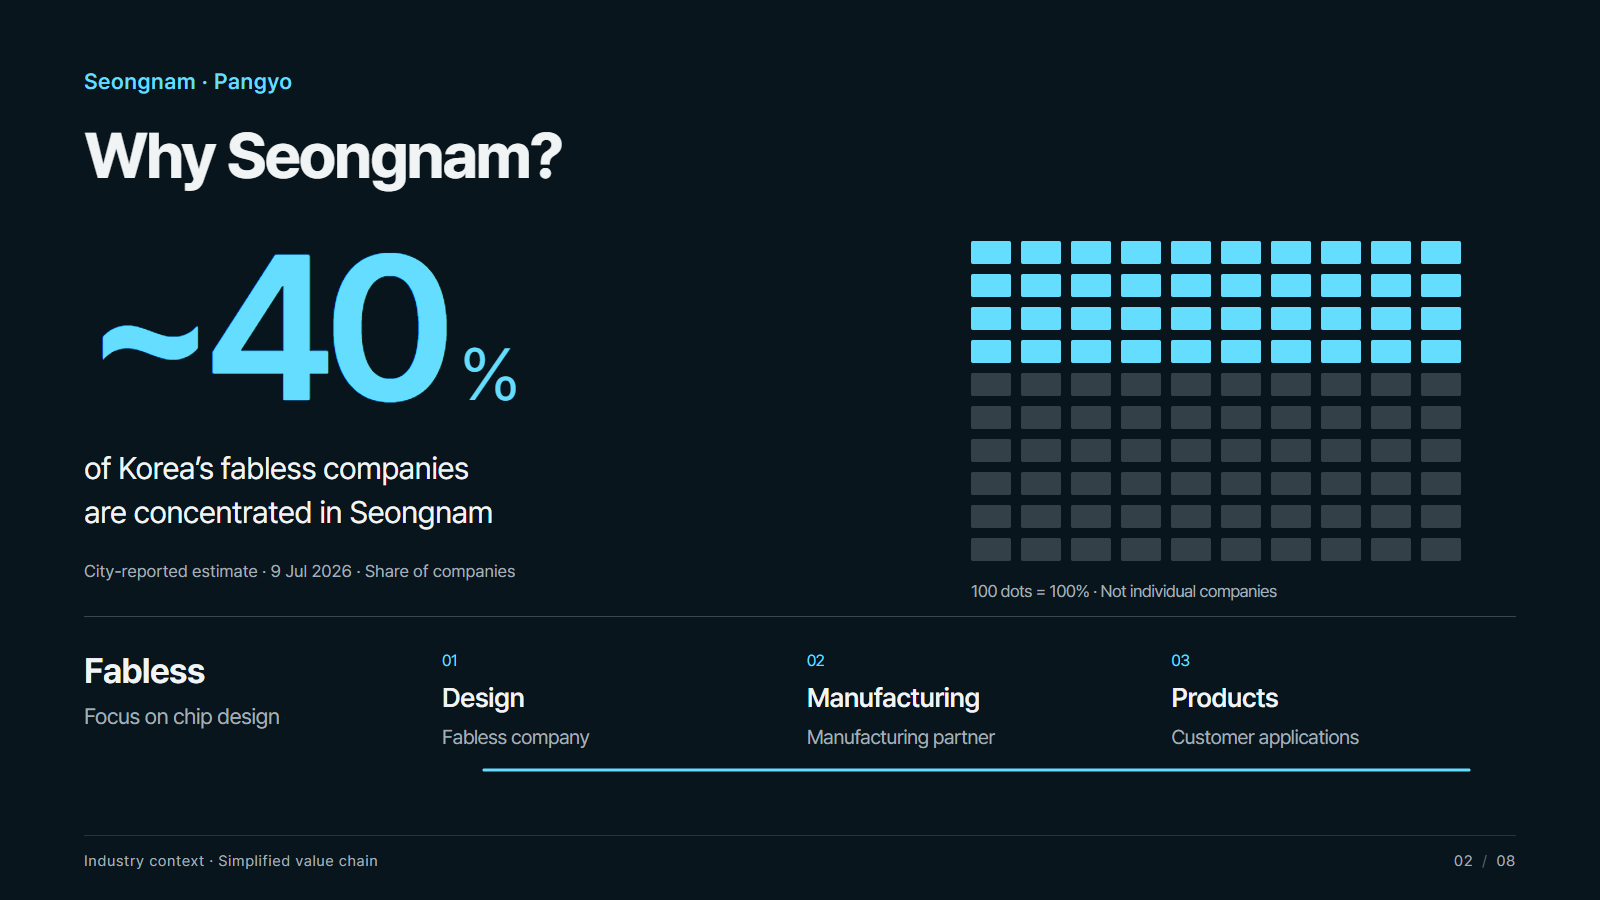 Seongnam · Pangyo
Why Seongnam?
~40%
of Korea’s fabless companies
are concentrated in Seongnam
City-reported estimate · 9 Jul 2026 · Share of companies
100 dots = 100% · Not individual companies
Fabless
Focus on chip design
01
Design
Fabless company
02
Manufacturing
Manufacturing partner
03
Products
Customer applications
Industry context · Simplified value chain
02 / 08